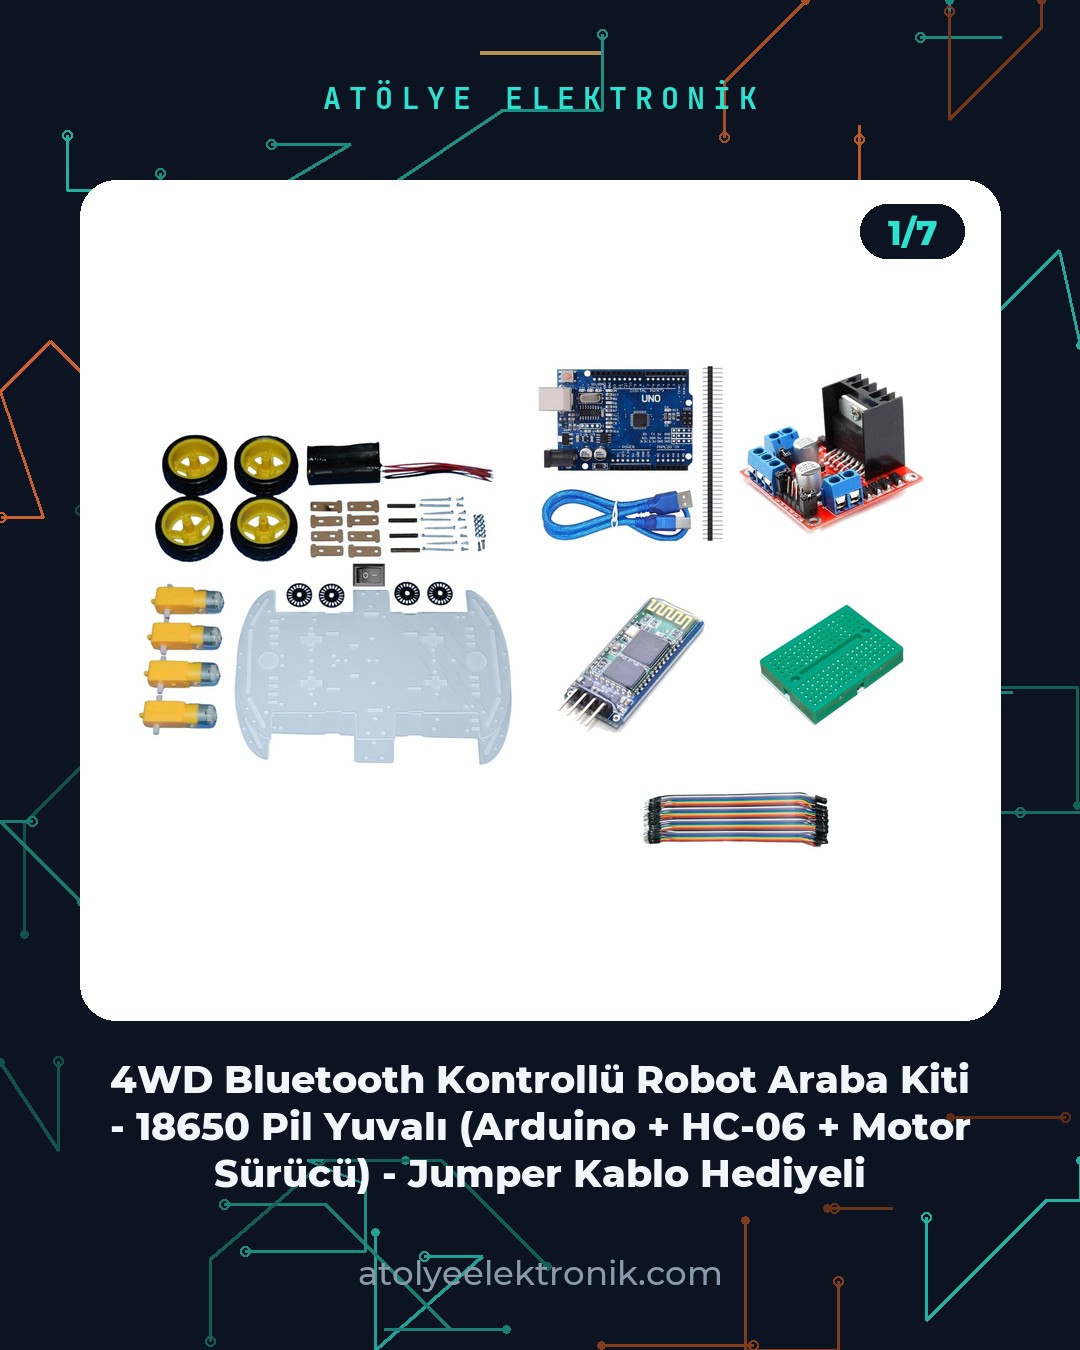 ATÖLYE ELEKTRONİK
1/7
UNO
4WD Bluetooth Kontrollü Robot Araba Kiti
- 18650 Pil Yuvalı (Arduino + HC-06 + Motor
Sürücü) - Jumper Kablo Hediyeli
atolyeelektronik.com